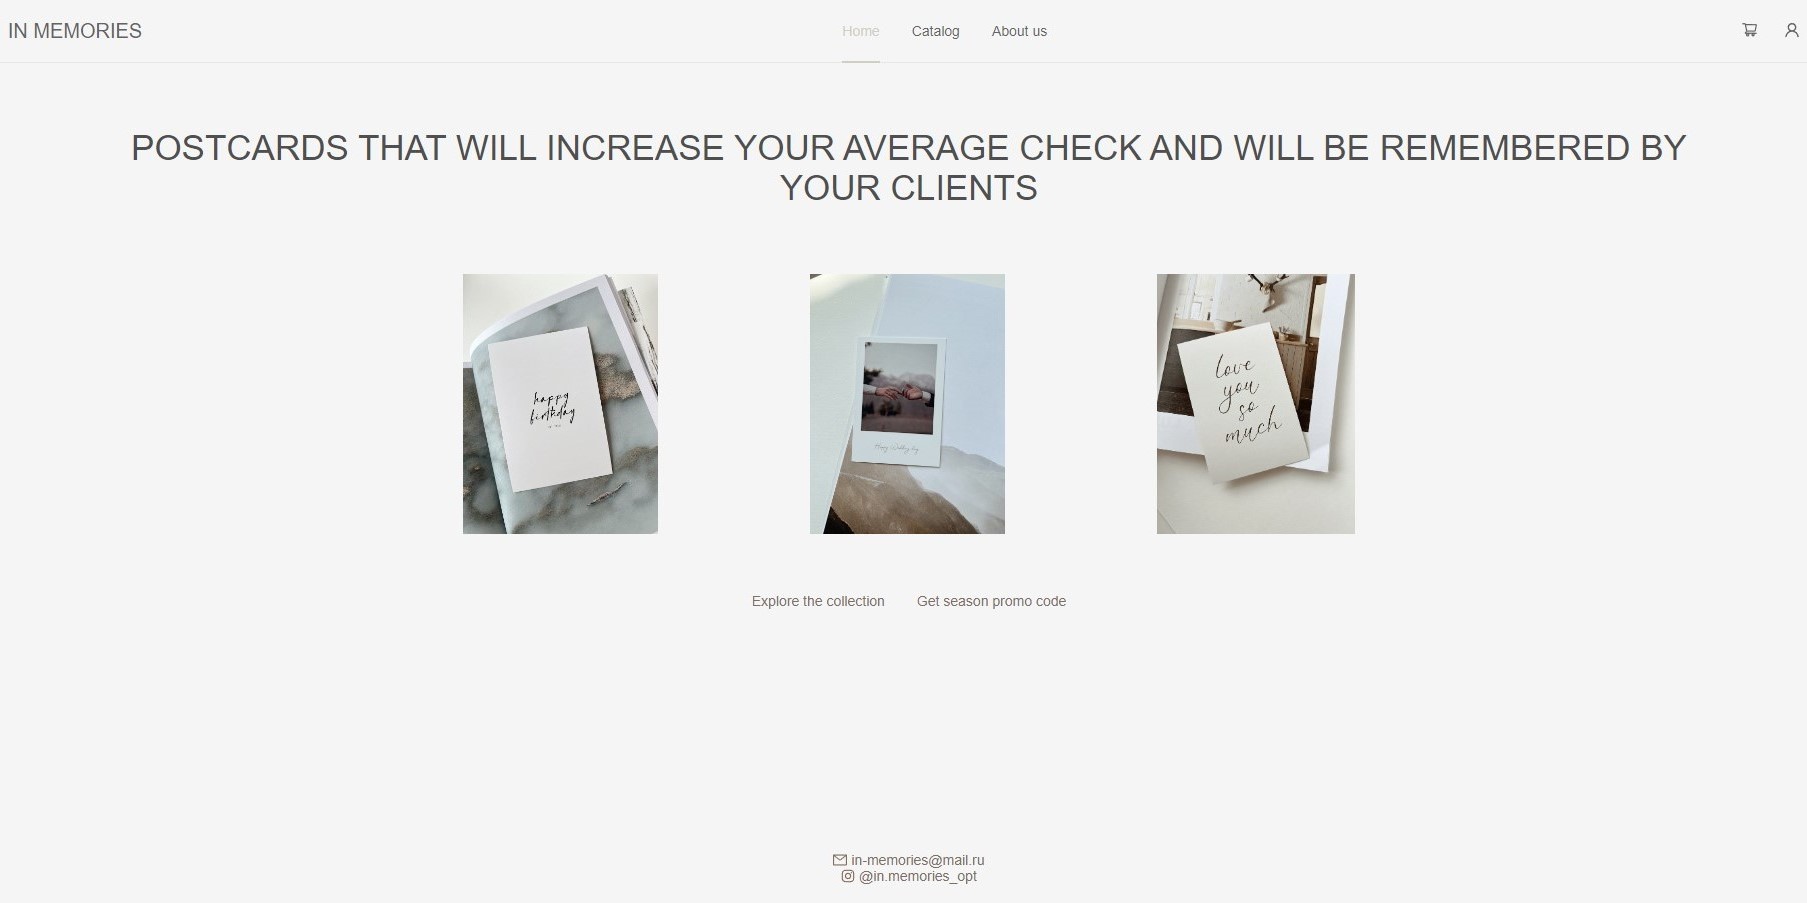 IN MEMORIES
Home
Catalog
About us
POSTCARDS THAT WILL INCREASE YOUR AVERAGE CHECK AND WILL BE REMEMBERED BY
YOUR CLIENTS
happy
birthday
Happy Wedding day
love
you
so
much
Explore the collection
Get season promo code
in-memories@mail.ru
@in.memories_opt